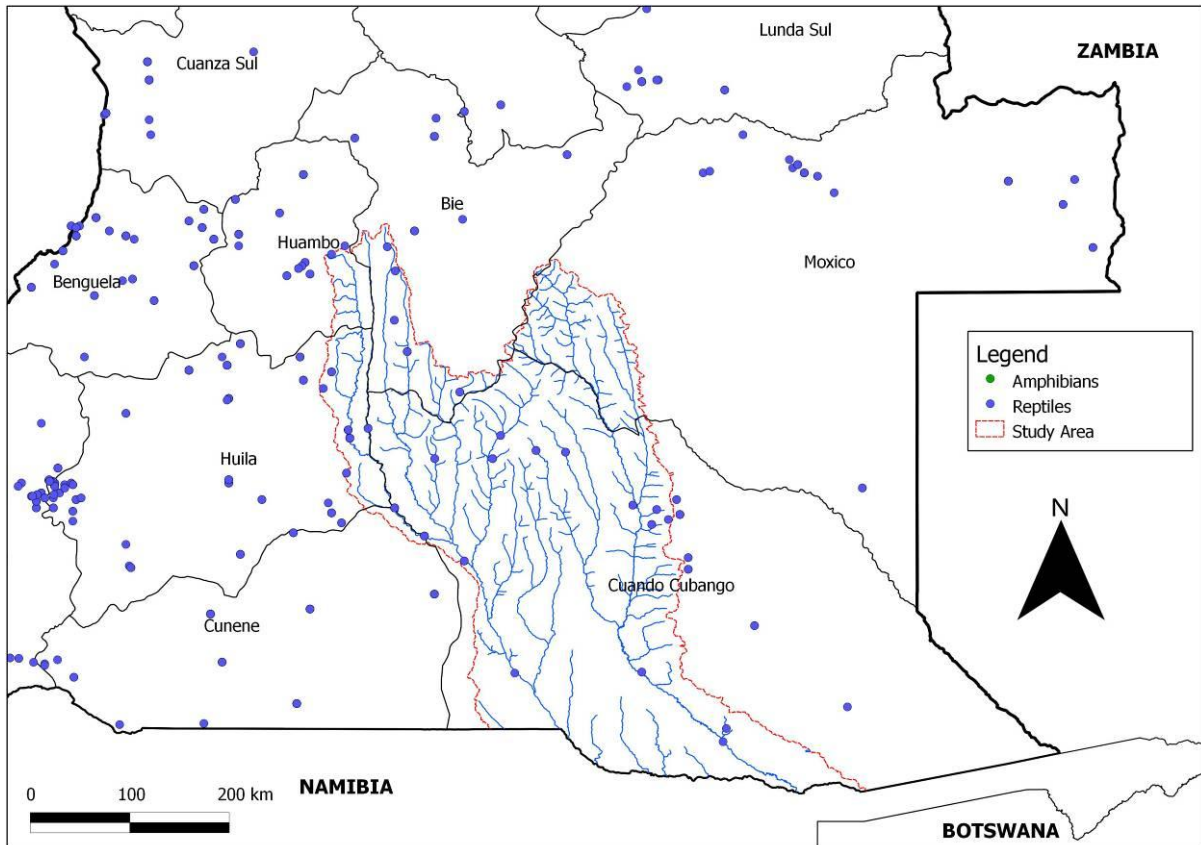 Lunda Sul
ZAMBIA
Cuanza Sul
Bie
Huambo
Moxico
Benguela
Legend
Amphibians
Reptiles
Study Area
Huila
N
Cuando Cubango
Cunene
NAMIBIA
0 100 200 km
BOTSWANA